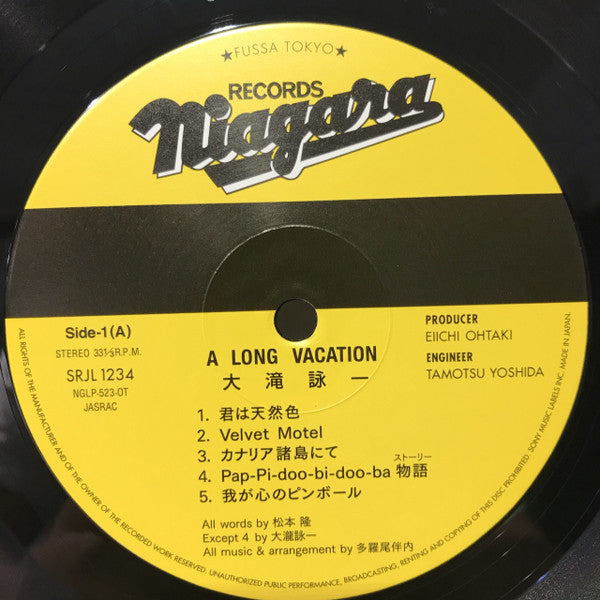 ★FUSSA TOKYO★
RECORDS
Niagara
Side-1(A)
STEREO 33 1/3 R.P.M.
SRJL 1234
NGLP-523-OT
JASRAC
PRODUCER
EIICHI OHTAKI
ENGINEER
TAMOTSU YOSHIDA
A LONG VACATION
大滝詠一
1. 君は天然色
2. Velvet Motel
3. カナリア諸島にて
ストーリー
4. Pap-Pi-doo-bi-doo-ba 物語
5. 我が心のピンボール
All words by 松本 隆
Except 4 by 大瀧詠一
All music & arrangement by 多羅尾伴内
ALL RIGHTS OF THE MANUFACTURER AND OF THE OWNER OF THE RECORDED WORK RESERVED. UNAUTHORIZED PUBLIC PERFORMANCE, BROADCASTING, RENTING AND COPYING OF THIS DISC PROHIBITED. SONY MUSIC LABELS INC. MADE IN JAPAN.